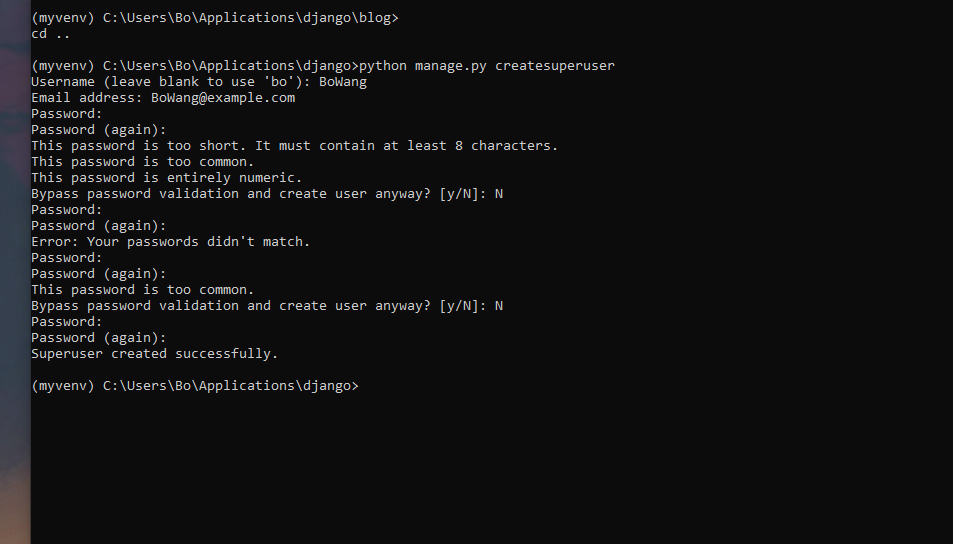 (myvenv) C:\Users\Bo\Applications\django\blog>
cd ..
(myvenv) C:\Users\Bo\Applications\django>python manage.py createsuperuser
Username (leave blank to use 'bo'): BoWang
Email address: BoWang@example.com
Password:
Password (again):
This password is too short. It must contain at least 8 characters.
This password is too common.
This password is entirely numeric.
Bypass password validation and create user anyway? [y/N]: N
Password:
Password (again):
Error: Your passwords didn't match.
Password:
Password (again):
This password is too common.
Bypass password validation and create user anyway? [y/N]: N
Password:
Password (again):
Superuser created successfully.
(myvenv) C:\Users\Bo\Applications\django>